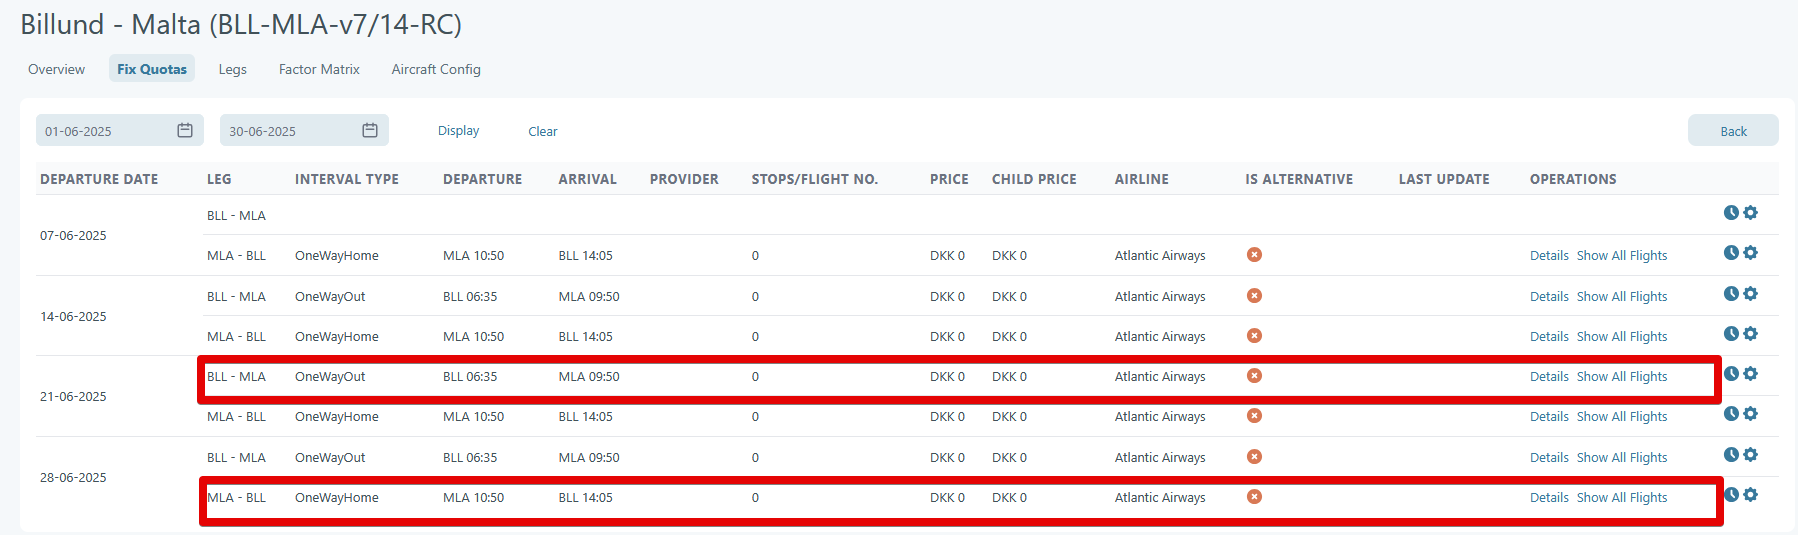 Billund - Malta (BLL-MLA-v7/14-RC)
Overview Fix Quotas Legs Factor Matrix Aircraft Config
01-06-2025 30-06-2025 Display Clear Back
DEPARTURE DATE LEG INTERVAL TYPE DEPARTURE ARRIVAL PROVIDER STOPS/FLIGHT NO. PRICE CHILD PRICE AIRLINE IS ALTERNATIVE LAST UPDATE OPERATIONS
07-06-2025
BLL - MLA
MLA - BLL OneWayHome MLA 10:50 BLL 14:05 0 DKK 0 DKK 0 Atlantic Airways Details Show All Flights
14-06-2025
BLL - MLA OneWayOut BLL 06:35 MLA 09:50 0 DKK 0 DKK 0 Atlantic Airways Details Show All Flights
MLA - BLL OneWayHome MLA 10:50 BLL 14:05 0 DKK 0 DKK 0 Atlantic Airways Details Show All Flights
21-06-2025
BLL - MLA OneWayOut BLL 06:35 MLA 09:50 0 DKK 0 DKK 0 Atlantic Airways Details Show All Flights
MLA - BLL OneWayHome MLA 10:50 BLL 14:05 0 DKK 0 DKK 0 Atlantic Airways Details Show All Flights
28-06-2025
BLL - MLA OneWayOut BLL 06:35 MLA 09:50 0 DKK 0 DKK 0 Atlantic Airways Details Show All Flights
MLA - BLL OneWayHome MLA 10:50 BLL 14:05 0 DKK 0 DKK 0 Atlantic Airways Details Show All Flights